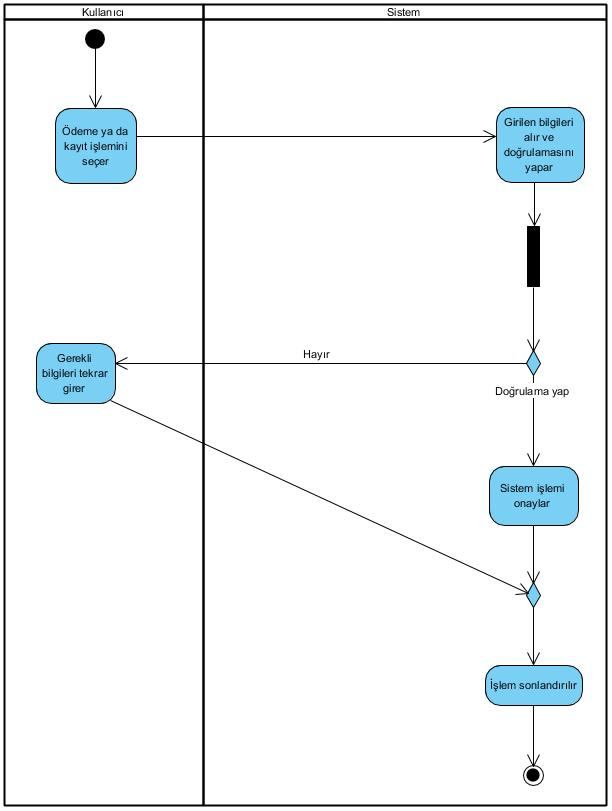 Kullanıcı
Sistem
Ödeme ya da
kayıt işlemini
seçer
Girilen bilgileri
alır ve
doğrulamasını
yapar
Hayır
Gerekli
bilgileri tekrar
girer
Doğrulama yap
Sistem işlemi
onaylar
İşlem sonlandırılır